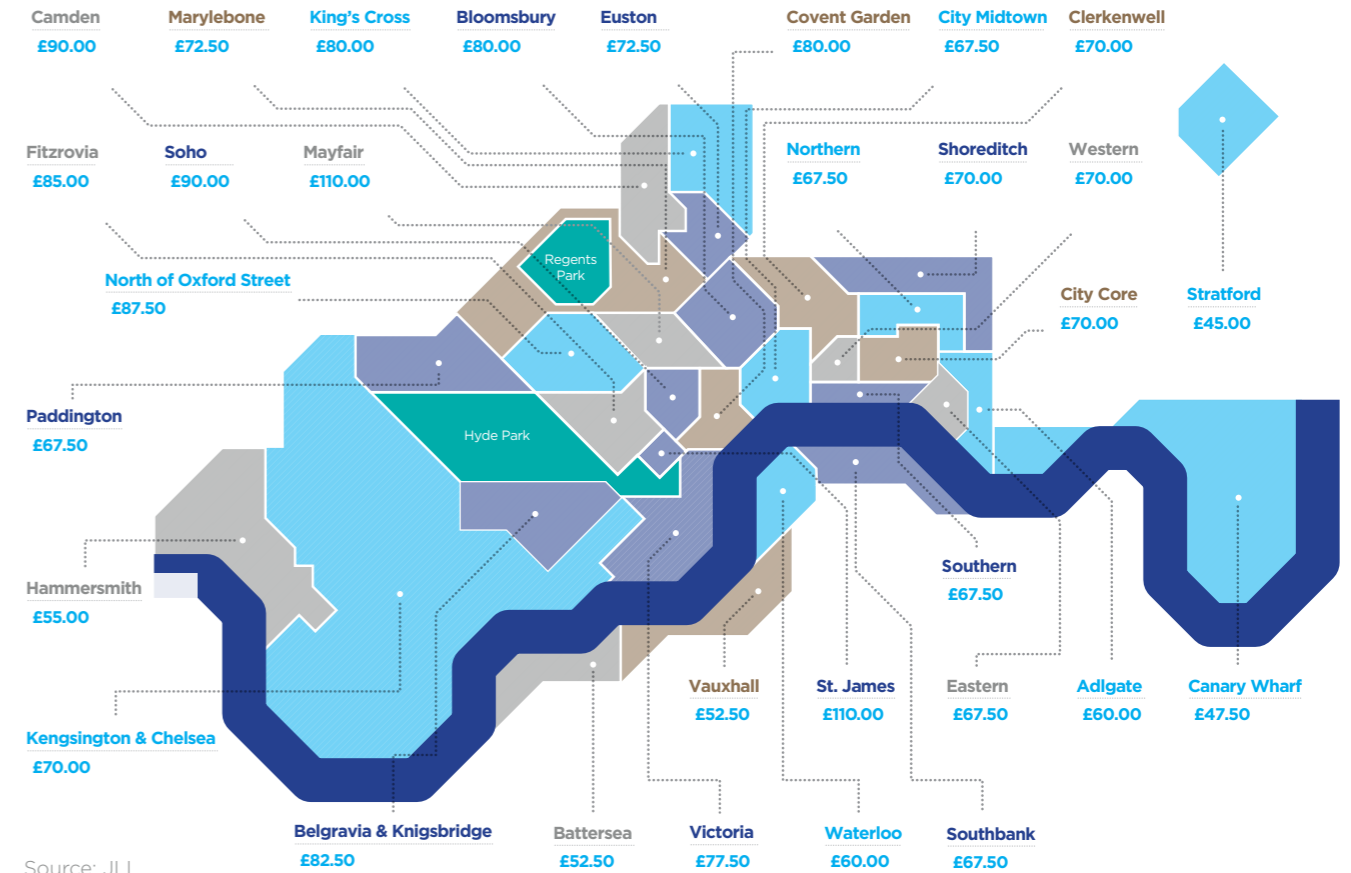 Camden
£90.00
Marylebone
£72.50
King's Cross
£80.00
Bloomsbury
£80.00
Euston
£72.50
Covent Garden
£80.00
City Midtown
£67.50
Clerkenwell
£70.00
Fitzrovia
£85.00
Soho
£90.00
Mayfair
£110.00
Northern
£67.50
Shoreditch
£70.00
Western
£70.00
Regents
Park
North of Oxford Street
£87.50
City Core
£70.00
Stratford
£45.00
Paddington
£67.50
Hyde Park
Hammersmith
£55.00
Southern
£67.50
Vauxhall
£52.50
St. James
£110.00
Eastern
£67.50
Adlgate
£60.00
Canary Wharf
£47.50
Kengsington & Chelsea
£70.00
Belgravia & Knigsbridge
£82.50
Battersea
£52.50
Victoria
£77.50
Waterloo
£60.00
Southbank
£67.50
Source: JLL